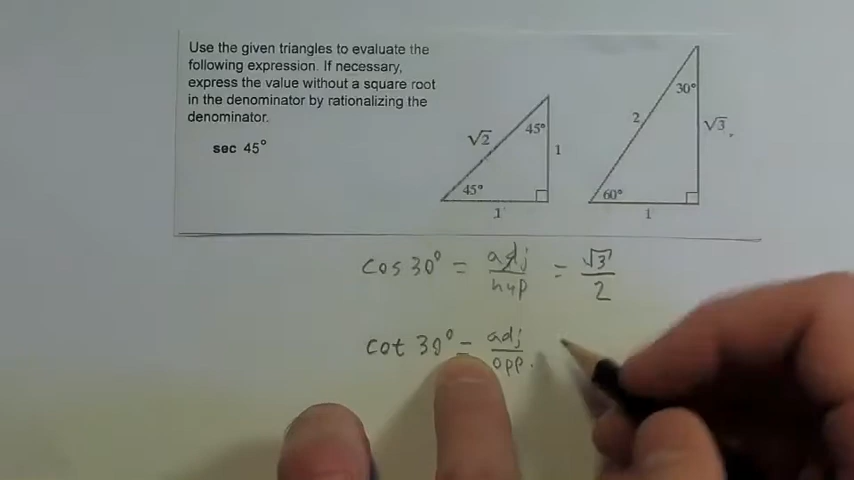 Use the given triangles to evaluate the
following expression. If necessary,
express the value without a square root
in the denominator by rationalizing the
denominator.
sec 45°
√2
45°
1
45°
1
30°
2
√3
60°
1
cos 30° = adj/hyp = √3/2
cot 30° = adj/opp.